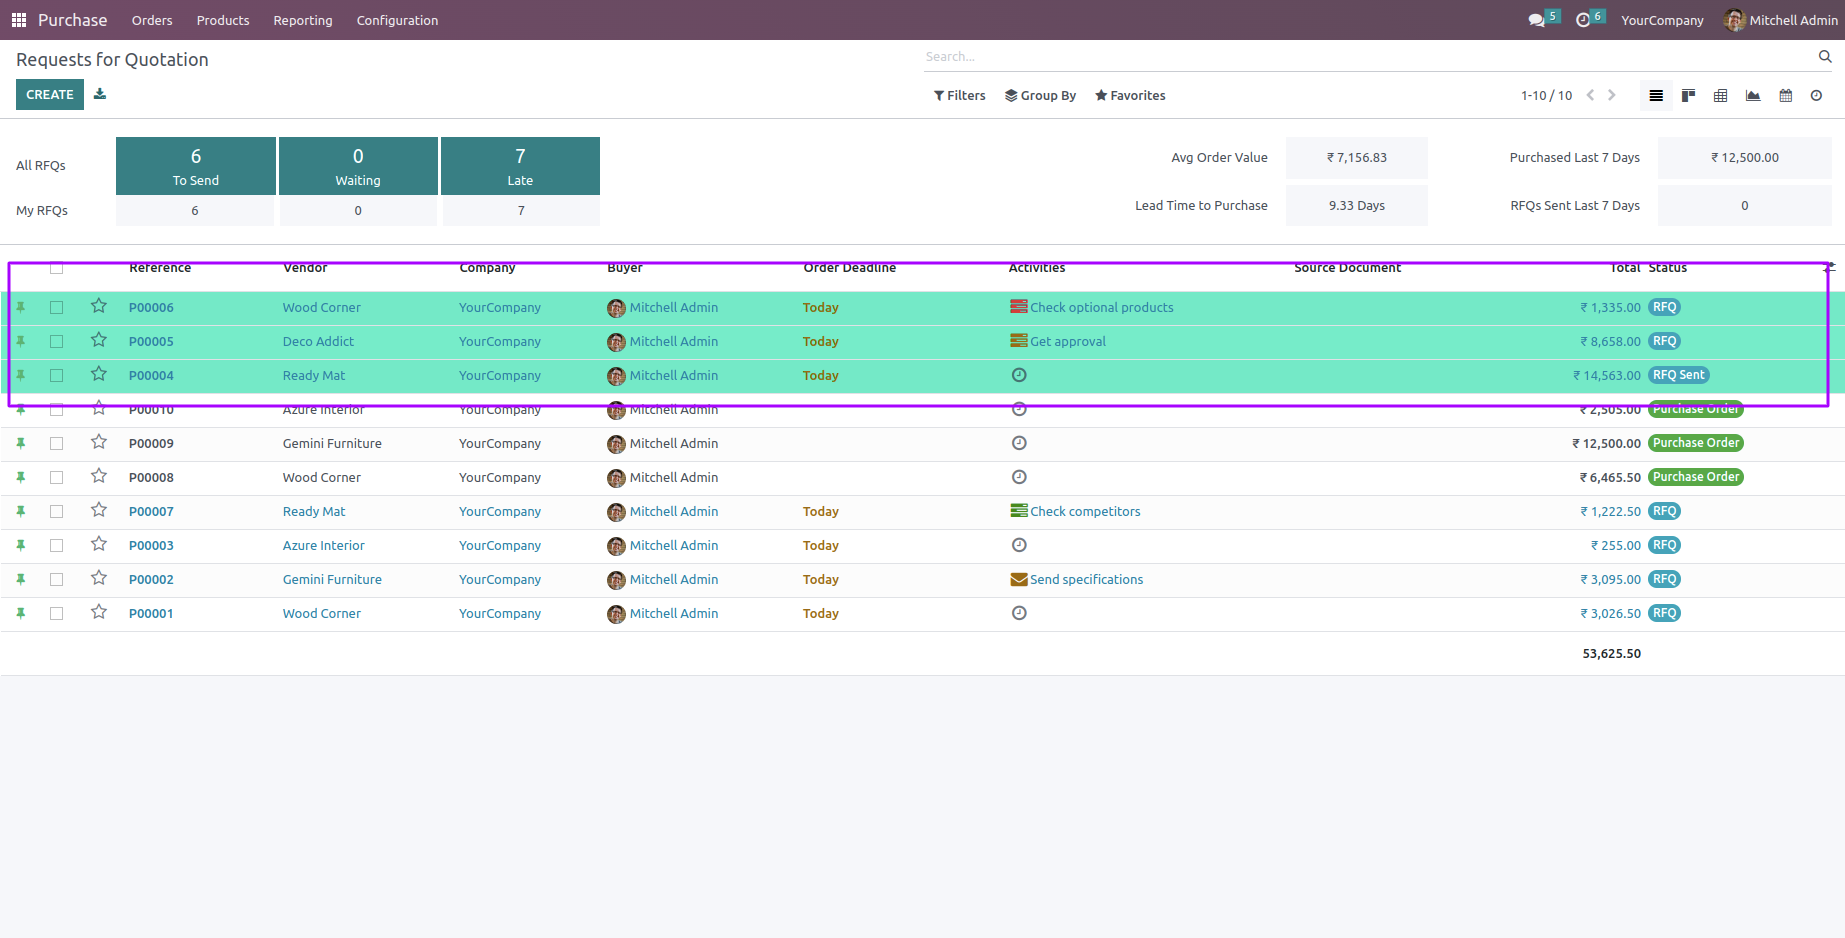 Purchase Orders Products Reporting Configuration 5 6 YourCompany Mitchell Admin
Requests for Quotation
Search...
CREATE
Filters Group By Favorites 1-10 / 10
All RFQs
6 To Send
0 Waiting
7 Late
My RFQs 6 0 7
Avg Order Value ₹ 7,156.83 Purchased Last 7 Days ₹ 12,500.00
Lead Time to Purchase 9.33 Days RFQs Sent Last 7 Days 0
Reference Vendor Company Buyer Order Deadline Activities Source Document Total Status
P00006 Wood Corner YourCompany Mitchell Admin Today Check optional products ₹ 1,335.00 RFQ
P00005 Deco Addict YourCompany Mitchell Admin Today Get approval ₹ 8,658.00 RFQ
P00004 Ready Mat YourCompany Mitchell Admin Today ₹ 14,563.00 RFQ Sent
P00010 Azure Interior YourCompany Mitchell Admin ₹ 2,505.00 Purchase Order
P00009 Gemini Furniture YourCompany Mitchell Admin ₹ 12,500.00 Purchase Order
P00008 Wood Corner YourCompany Mitchell Admin ₹ 6,465.50 Purchase Order
P00007 Ready Mat YourCompany Mitchell Admin Today Check competitors ₹ 1,222.50 RFQ
P00003 Azure Interior YourCompany Mitchell Admin Today ₹ 255.00 RFQ
P00002 Gemini Furniture YourCompany Mitchell Admin Today Send specifications ₹ 3,095.00 RFQ
P00001 Wood Corner YourCompany Mitchell Admin Today ₹ 3,026.50 RFQ
53,625.50